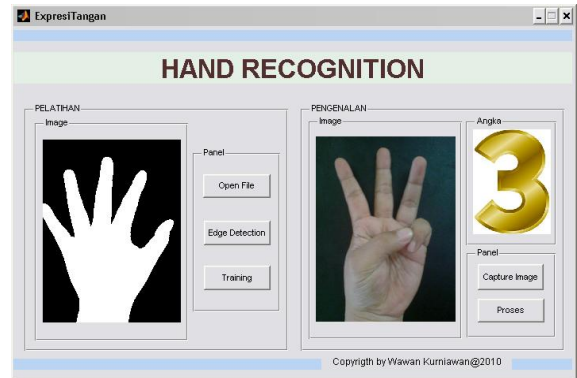 ExpresiTangan
HAND RECOGNITION
PELATIHAN
Image
Panel
Open File
Edge Detection
Training
PENGENALAN
Image
Angka
3
Panel
Capture Image
Proses
Copyrigth by Wawan Kurniawan@2010